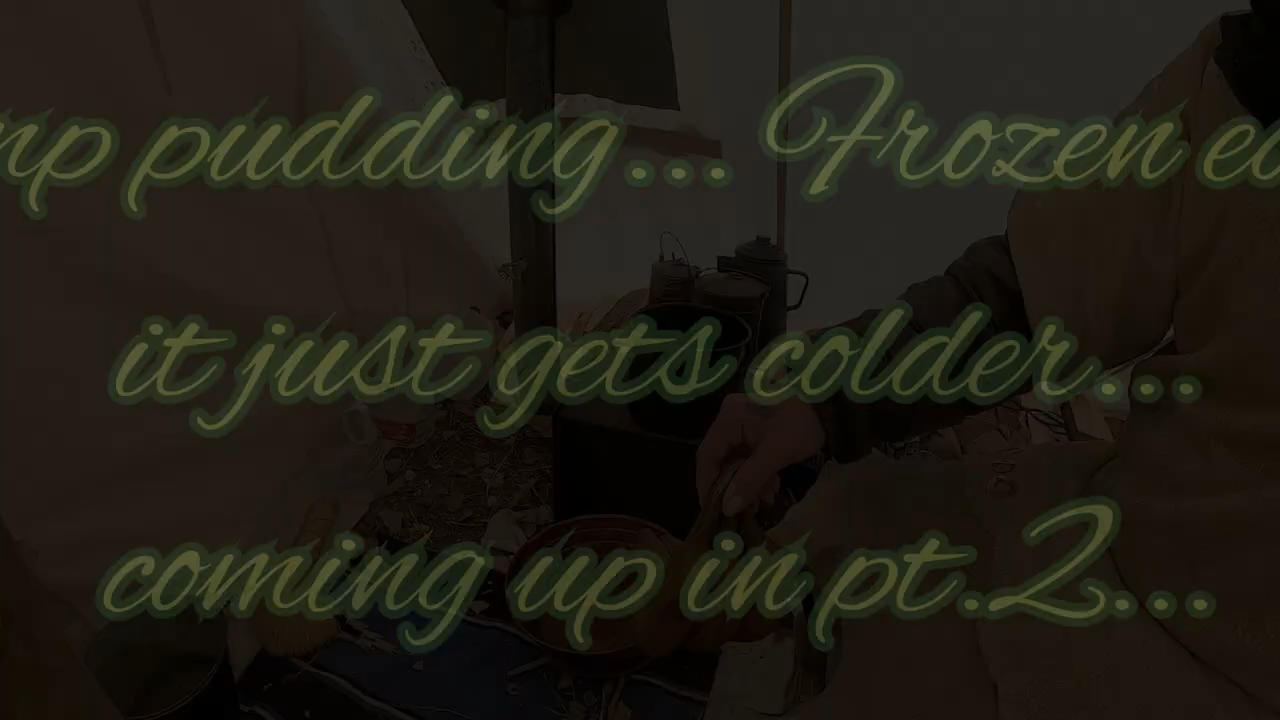 pudding... Frozen
it just gets colder...
coming up in pt.2...